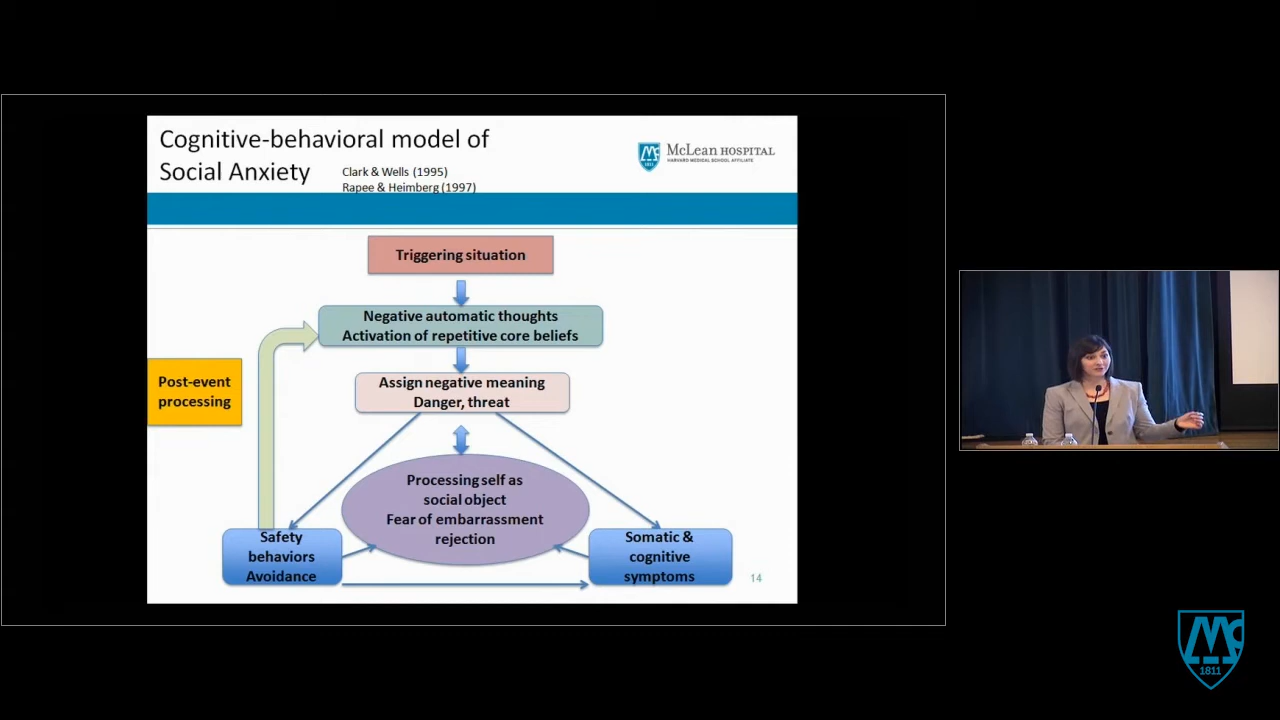 Cognitive-behavioral model of
Social Anxiety
Clark & Wells (1995)
Rapee & Heimberg (1997)
McLean HOSPITAL
HARVARD MEDICAL SCHOOL AFFILIATE
1811
Triggering situation
Negative automatic thoughts
Activation of repetitive core beliefs
Post-event
processing
Assign negative meaning
Danger, threat
Processing self as
social object
Fear of embarrassment
rejection
Safety
behaviors
Avoidance
Somatic &
cognitive
symptoms
14
1811